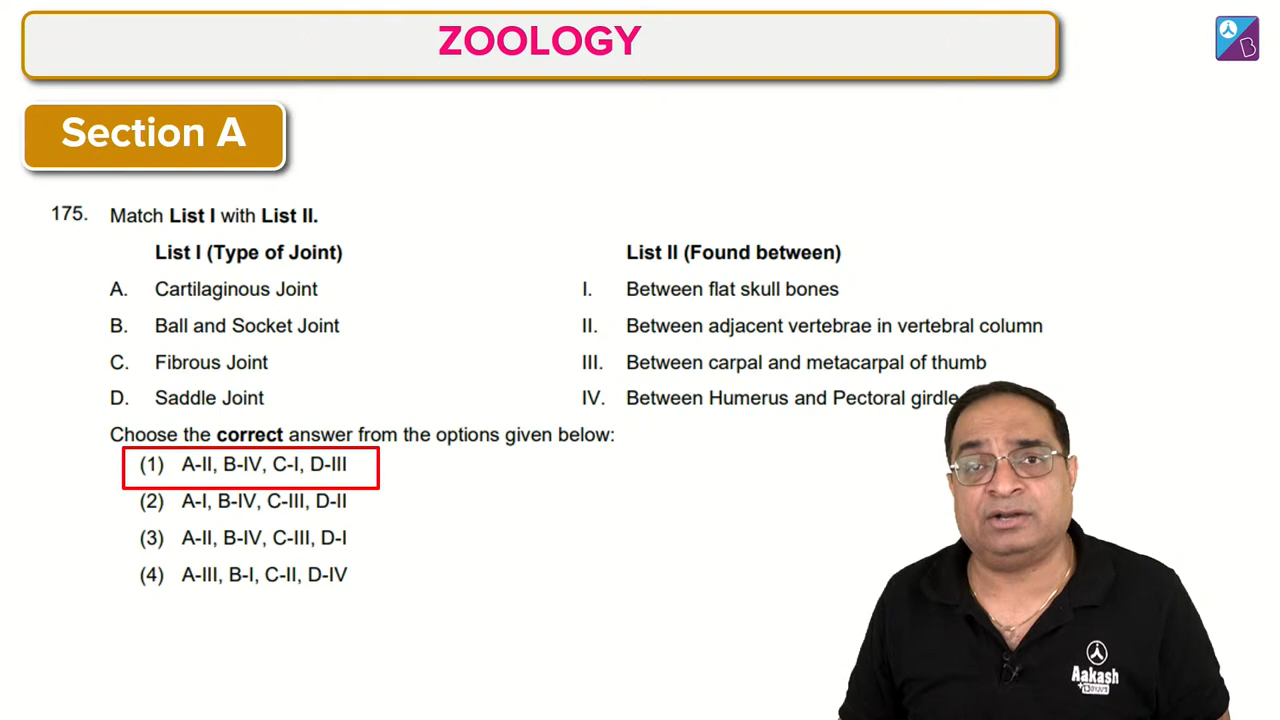 ZOOLOGY
Section A
175. Match List I with List II.
List I (Type of Joint) List II (Found between)
A. Cartilaginous Joint I. Between flat skull bones
B. Ball and Socket Joint II. Between adjacent vertebrae in vertebral column
C. Fibrous Joint III. Between carpal and metacarpal of thumb
D. Saddle Joint IV. Between Humerus and Pectoral girdle
Choose the correct answer from the options given below:
(1) A-II, B-IV, C-I, D-III
(2) A-I, B-IV, C-III, D-II
(3) A-II, B-IV, C-III, D-I
(4) A-III, B-I, C-II, D-IV
Aakash
BYJU'S